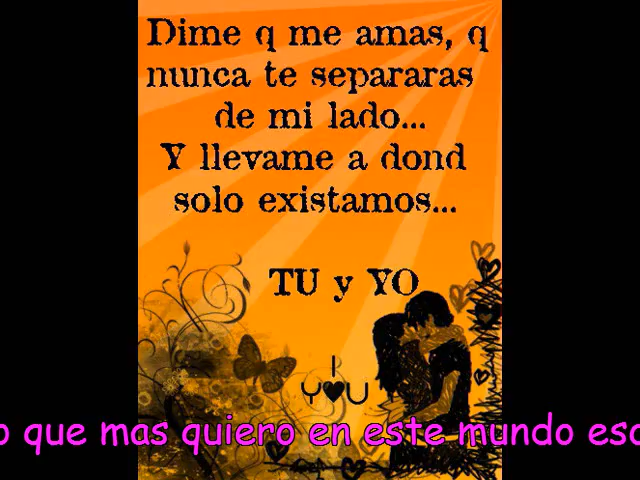 Dime q me amas, q
nunca te separaras
de mi lado...
Y llevame a dond
solo existamos...
TU y YO
I
Y♥U
o que mas quiero en este mundo eso